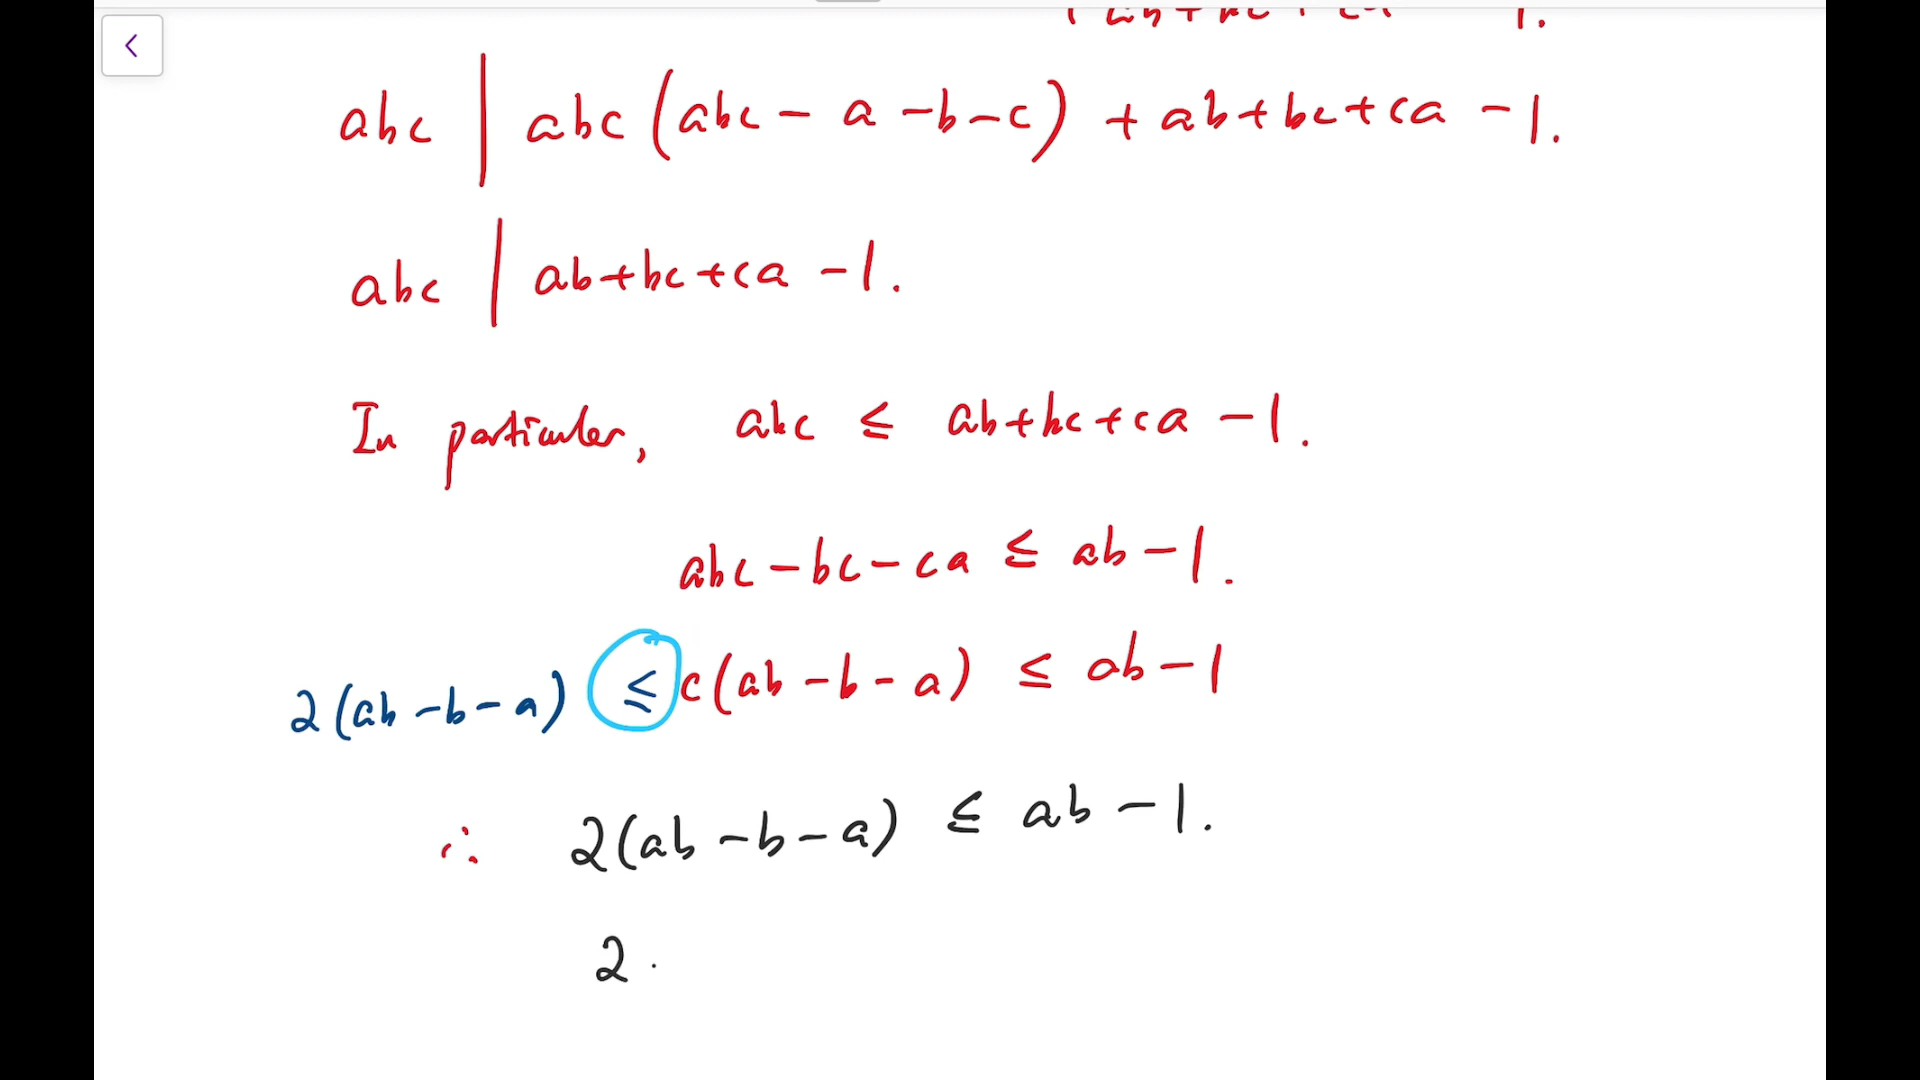 abc | abc (abc - a - b - c) + ab + bc + ca - 1.
abc | ab + bc + ca - 1.
In particular, abc ≤ ab + bc + ca - 1.
abc - bc - ca ≤ ab - 1.
2(ab - b - a) ≤ c(ab - b - a) ≤ ab - 1
∴ 2(ab - b - a) ≤ ab - 1.
2 .